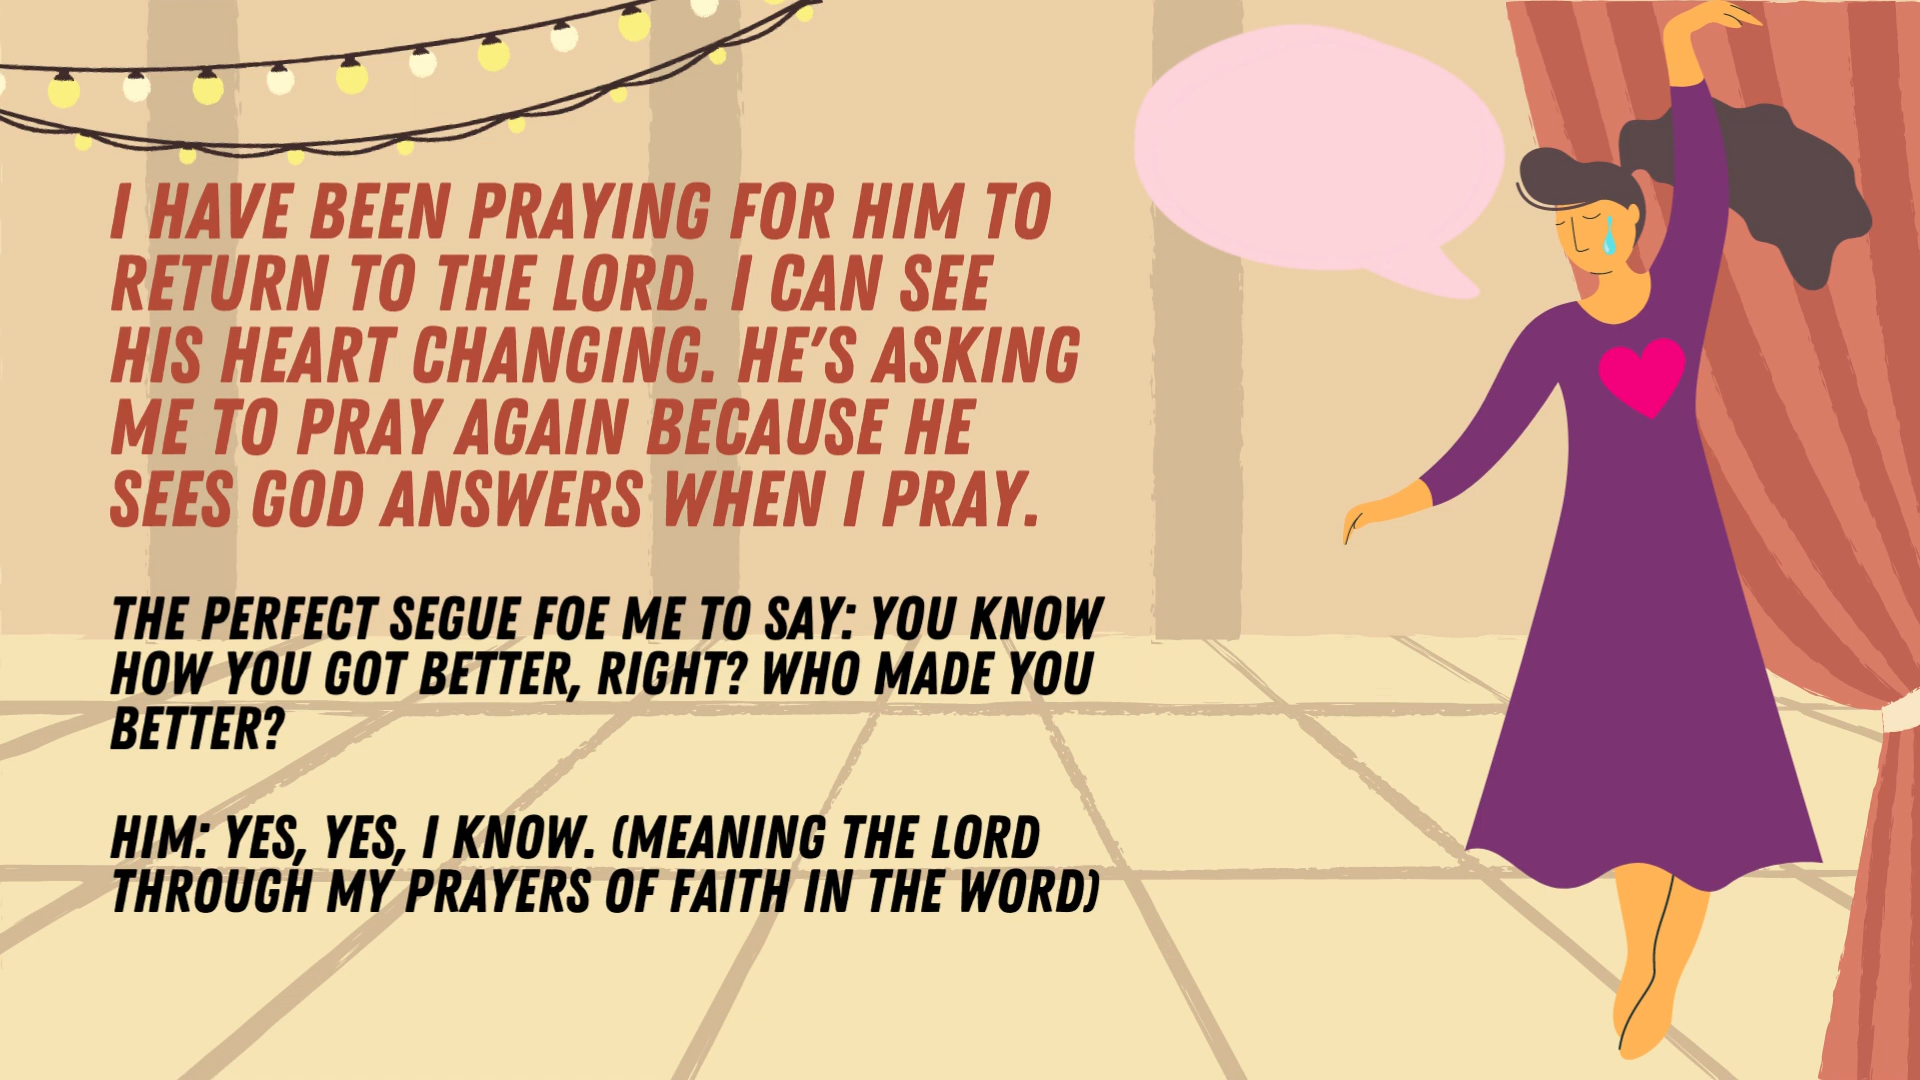 I HAVE BEEN PRAYING FOR HIM TO
RETURN TO THE LORD. I CAN SEE
HIS HEART CHANGING. HE'S ASKING
ME TO PRAY AGAIN BECAUSE HE
SEES GOD ANSWERS WHEN I PRAY.
THE PERFECT SEGUE FOE ME TO SAY: YOU KNOW
HOW YOU GOT BETTER, RIGHT? WHO MADE YOU
BETTER?
HIM: YES, YES, I KNOW. (MEANING THE LORD
THROUGH MY PRAYERS OF FAITH IN THE WORD)